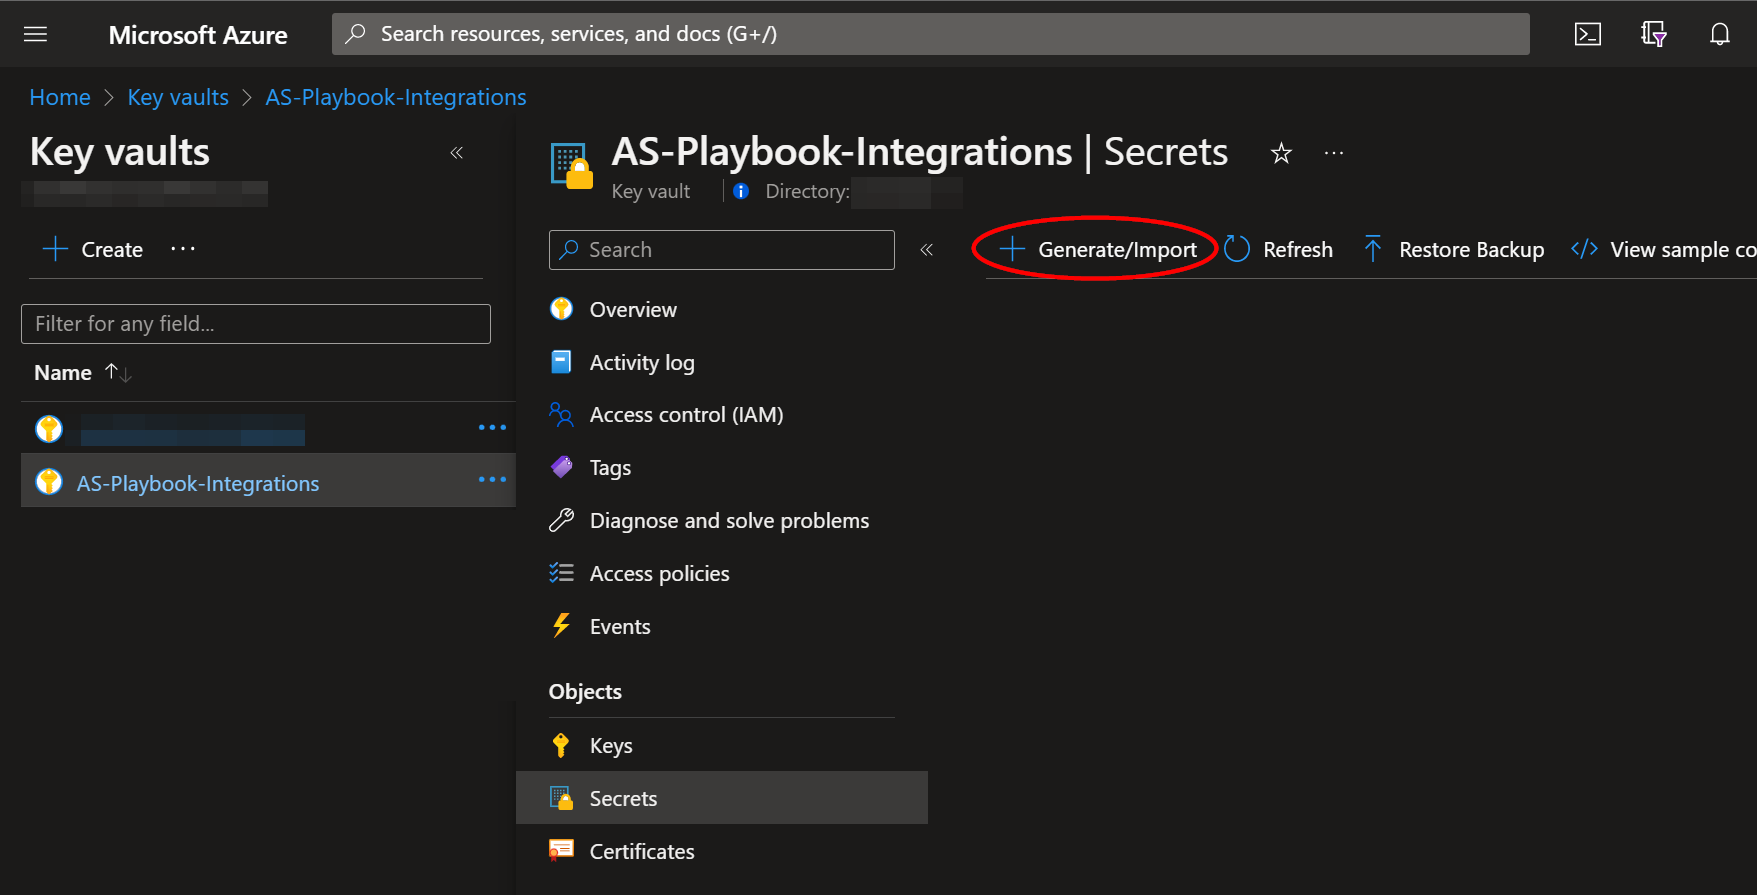 Microsoft Azure
Search resources, services, and docs (G+/)
Home > Key vaults > AS-Playbook-Integrations
Key vaults
Create
Filter for any field...
Name
AS-Playbook-Integrations
AS-Playbook-Integrations | Secrets
Key vault
Directory:
Search
Generate/Import
Refresh
Restore Backup
View sample co
Overview
Activity log
Access control (IAM)
Tags
Diagnose and solve problems
Access policies
Events
Objects
Keys
Secrets
Certificates